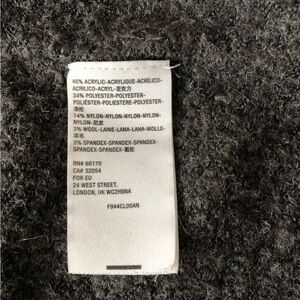 46% ACRYLIC-ACRYLIQUE-ACRÍLICO-
ACRILICO-ACRYL-亚克力
34% POLYESTER-POLYESTER-
POLIÉSTER-POLIESTERE-POLYESTER-
涤纶
14% NYLON-NYLON-NYLON-NYLON-
NYLON-尼龙
3% WOOL-LAINE-LANA-LANA-WOLLE-
羊毛
3% SPANDEX-SPANDEX-SPANDEX-
SPANDEX-SPANDEX-氨纶
RN# 66170
CA# 32054
FOR EU
24 WEST STREET,
LONDON, UK WC2H9NA
F944CL00AN